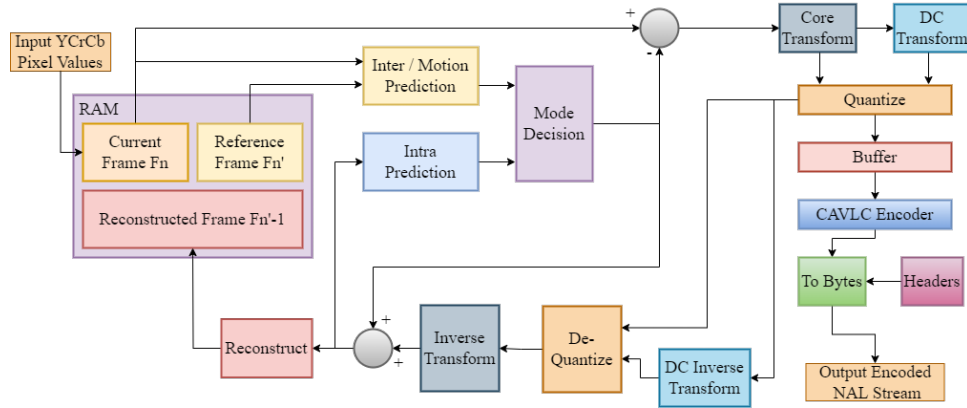 Input YCrCb
Pixel Values
RAM
Current
Frame Fn
Reference
Frame Fn'
Reconstructed Frame Fn'-1
Inter / Motion
Prediction
Intra
Prediction
Mode
Decision
+
-
Core
Transform
DC
Transform
Quantize
Buffer
CAVLC Encoder
To Bytes
Headers
Output Encoded
NAL Stream
DC Inverse
Transform
De-
Quantize
Inverse
Transform
+
+
Reconstruct